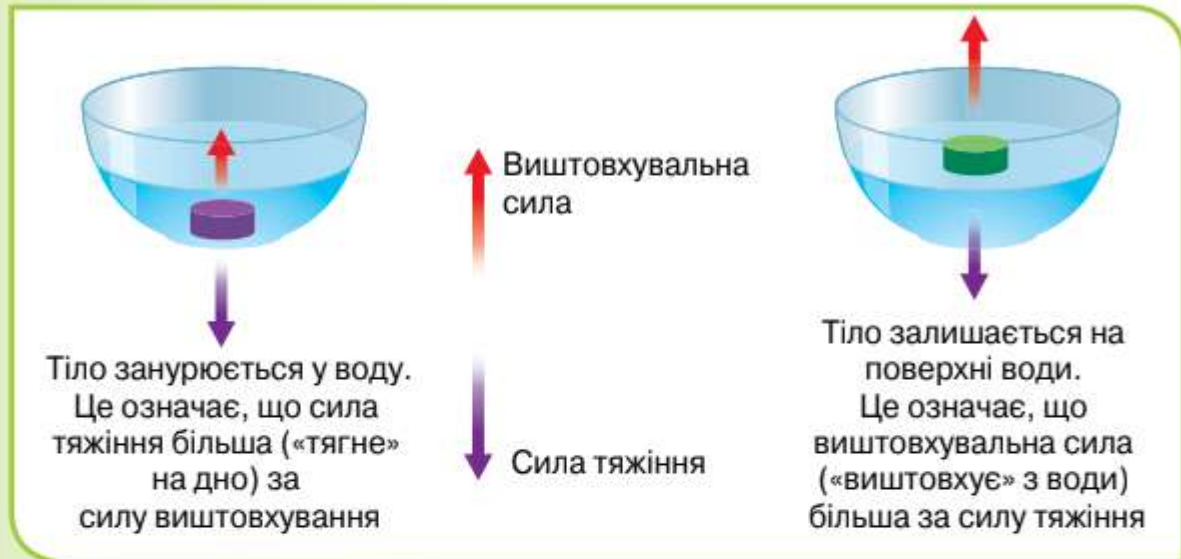 Виштовхувальна
сила
Сила тяжіння
Тіло занурюється у воду.
Це означає, що сила
тяжіння більша («тягне»
на дно) за
силу виштовхування
Тіло залишається на
поверхні води.
Це означає, що
виштовхувальна сила
(«виштовхує» з води)
більша за силу тяжіння